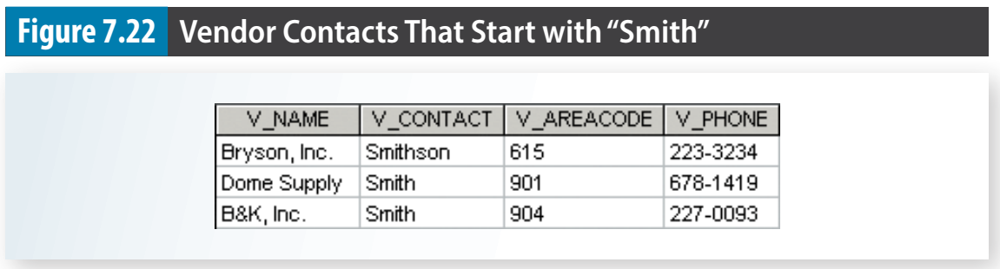 Figure 7.22 Vendor Contacts That Start with “Smith”
V_NAME V_CONTACT V_AREACODE V_PHONE
Bryson, Inc. Smithson 615 223-3234
Dome Supply Smith 901 678-1419
B&K, Inc. Smith 904 227-0093